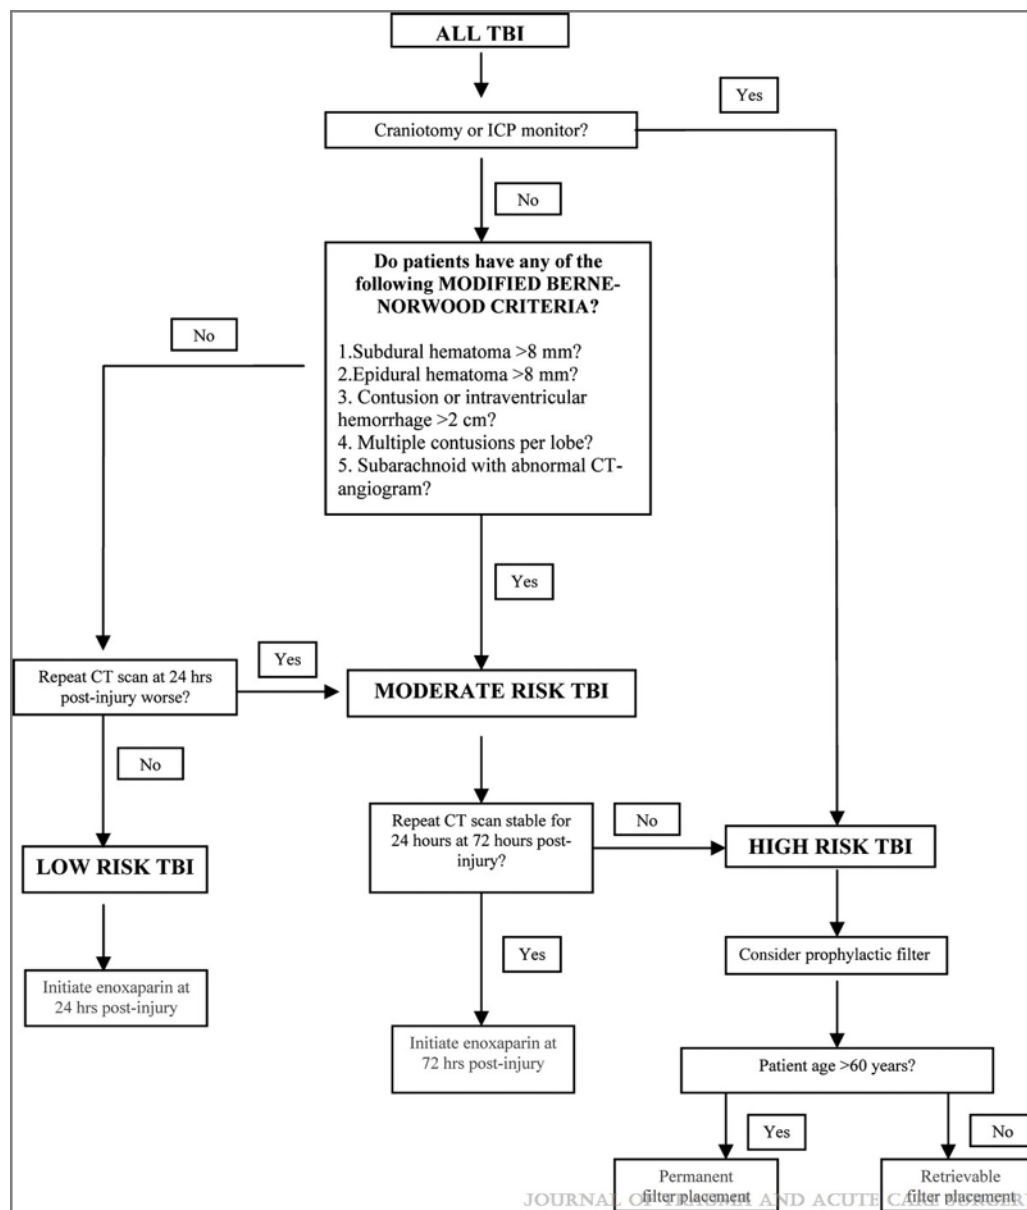 ALL TBI
Yes
Craniotomy or ICP monitor?
No
Do patients have any of the
following MODIFIED BERNE-
NORWOOD CRITERIA?
No
1.Subdural hematoma >8 mm?
2.Epidural hematoma >8 mm?
3. Contusion or intraventricular
hemorrhage >2 cm?
4. Multiple contusions per lobe?
5. Subarachnoid with abnormal CT-
angiogram?
Yes
Repeat CT scan at 24 hrs
post-injury worse?
Yes
MODERATE RISK TBI
No
Repeat CT scan stable for
24 hours at 72 hours post-
injury?
No
LOW RISK TBI
HIGH RISK TBI
Yes
Consider prophylactic filter
Initiate enoxaparin at
24 hrs post-injury
Initiate enoxaparin at
72 hrs post-injury
Patient age >60 years?
Yes
No
Permanent
filter placement
Retrievable
filter placement
JOURNAL OF TRAUMA AND ACUTE CARE SURGERY